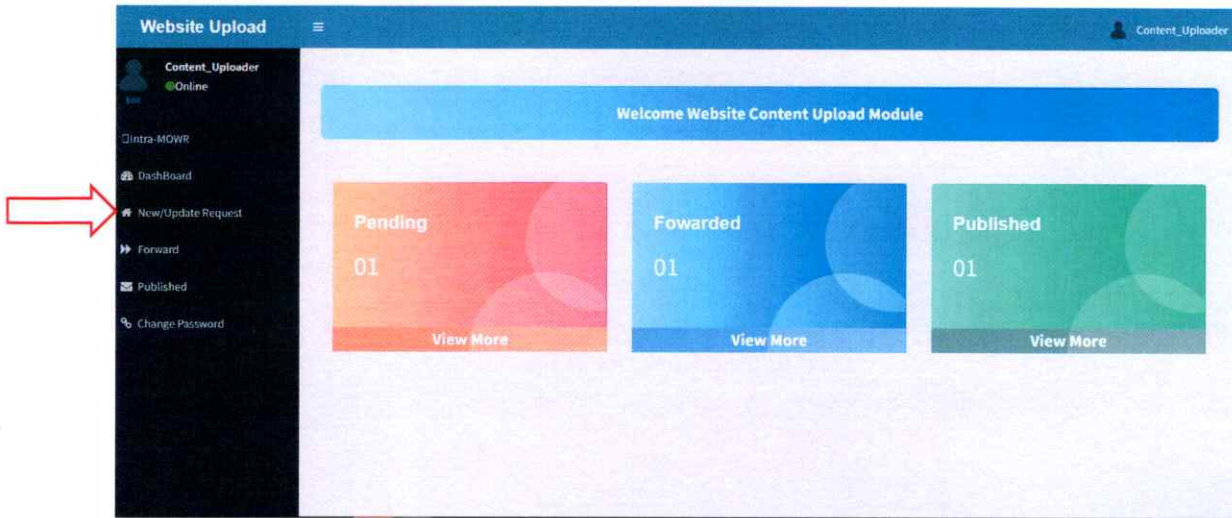 Website Upload
Content_Uploader
Content_Uploader
Online
Edit
Intra-MOWR
DashBoard
New/Update Request
Forward
Published
Change Password
Welcome Website Content Upload Module
Pending
01
View More
Fowarded
01
View More
Published
01
View More